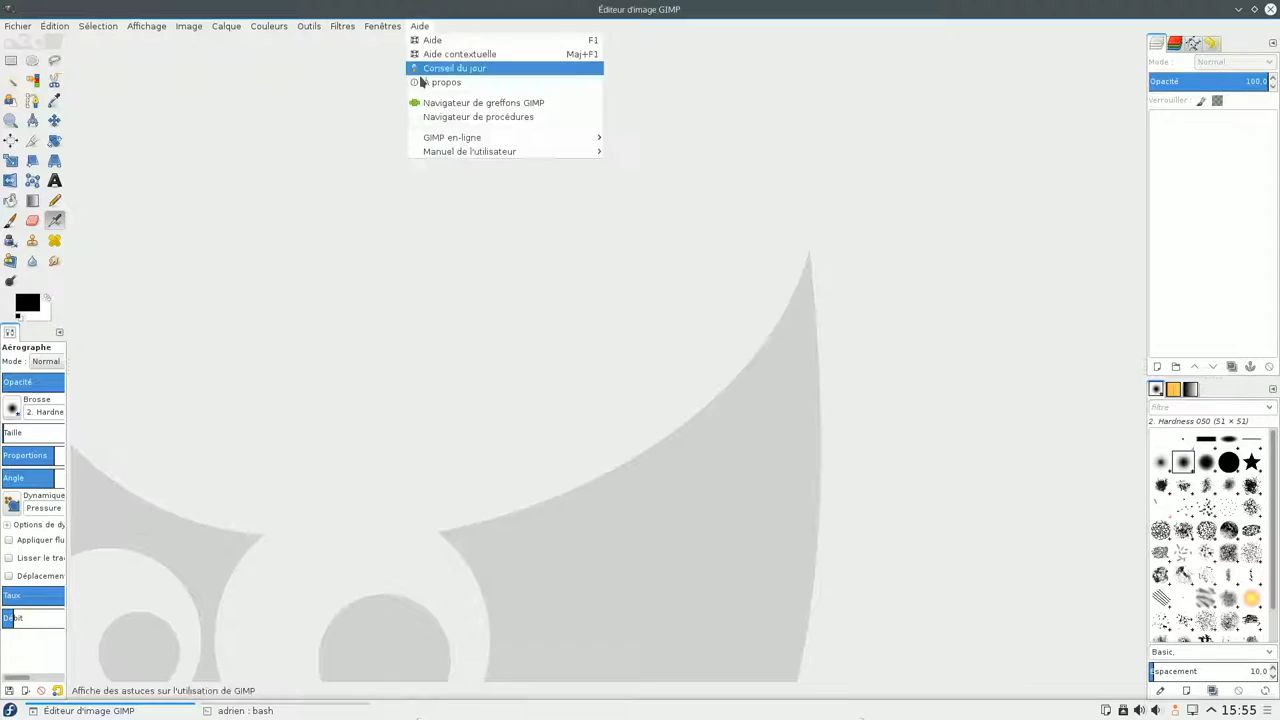 Éditeur d'image GIMP
Fichier Édition Sélection Affichage Image Calque Couleurs Outils Filtres Fenêtres Aide
Aide F1
Aide contextuelle Maj+F1
Conseil du jour
À propos
Navigateur de greffons GIMP
Navigateur de procédures
GIMP en-ligne
Manuel de l'utilisateur
Aérographe
Mode : Normal
Opacité
Brosse
2. Hardne
Taille
Proportions
Angle
Dynamique
Pressure
Options de dy
Appliquer flu
Lisser le tra
Déplacement
Taux
Débit
Mode : Normal
Opacité 100,0
Verrouiller :
filtre
2. Hardness 050 (51 × 51)
Basic,
Espacement 10,0
Affiche des astuces sur l'utilisation de GIMP
Éditeur d'image GIMP
adrien : bash
15:55